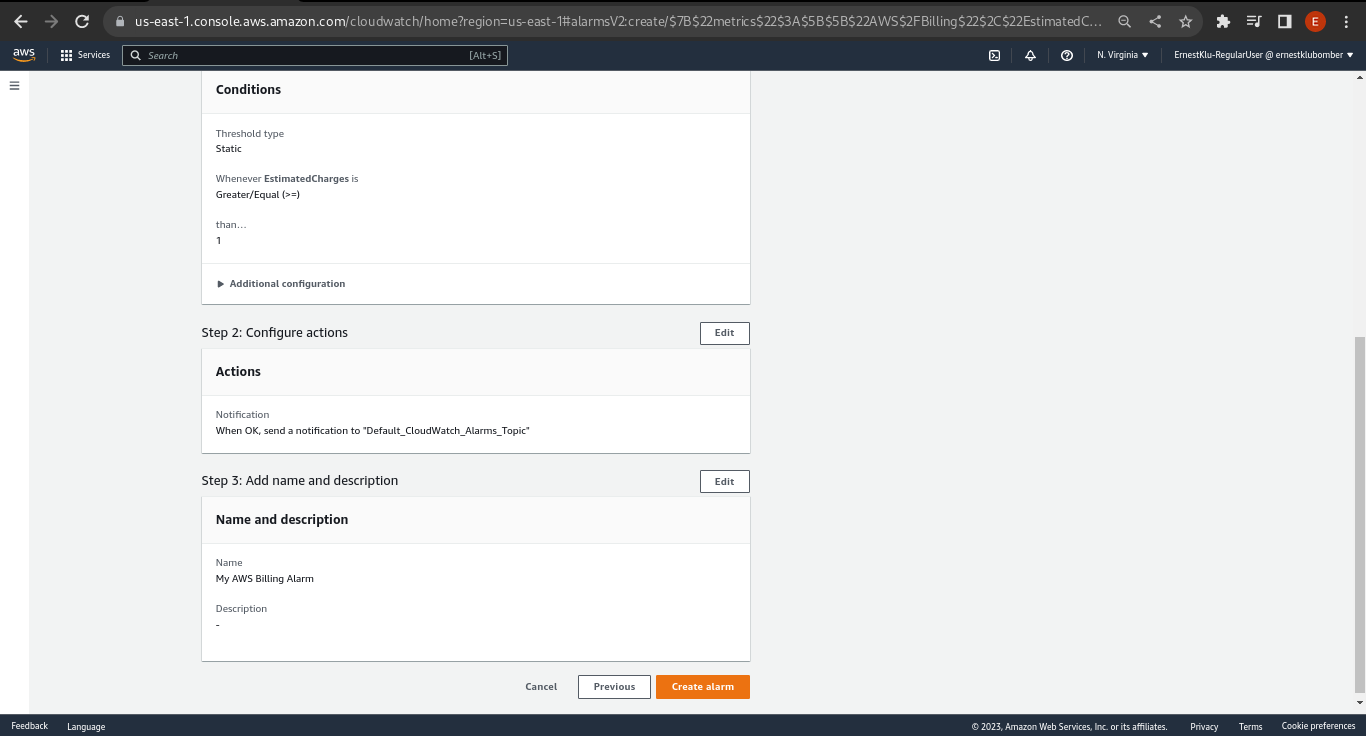 us-east-1.console.aws.amazon.com/cloudwatch/home?region=us-east-1#alarmsV2:create/$7B$22metrics$22$3A$5B$5B$22AWS$2FBilling$22$2C$22EstimatedC...
E
aws
Services
Search
[Alt+S]
N. Virginia
ErnestKlu-RegularUser @ ernestklubomber
Conditions
Threshold type
Static
Whenever EstimatedCharges is
Greater/Equal (>=)
than...
1
Additional configuration
Step 2: Configure actions
Edit
Actions
Notification
When OK, send a notification to "Default_CloudWatch_Alarms_Topic"
Step 3: Add name and description
Edit
Name and description
Name
My AWS Billing Alarm
Description
-
Cancel
Previous
Create alarm
Feedback
Language
© 2023, Amazon Web Services, Inc. or its affiliates.
Privacy
Terms
Cookie preferences